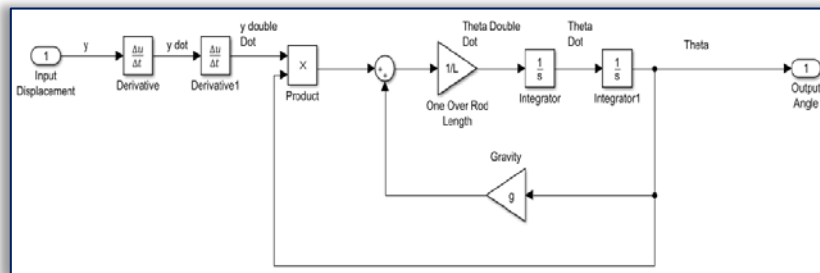 1
Input
Displacement
y
Δu
Δt
Derivative
y dot
Δu
Δt
Derivative1
y double
Dot
X
Product
+
+
1/L
One Over Rod
Length
Theta Double
Dot
1
s
Integrator
Theta
Dot
1
s
Integrator1
Theta
1
Output
Angle
Gravity
g